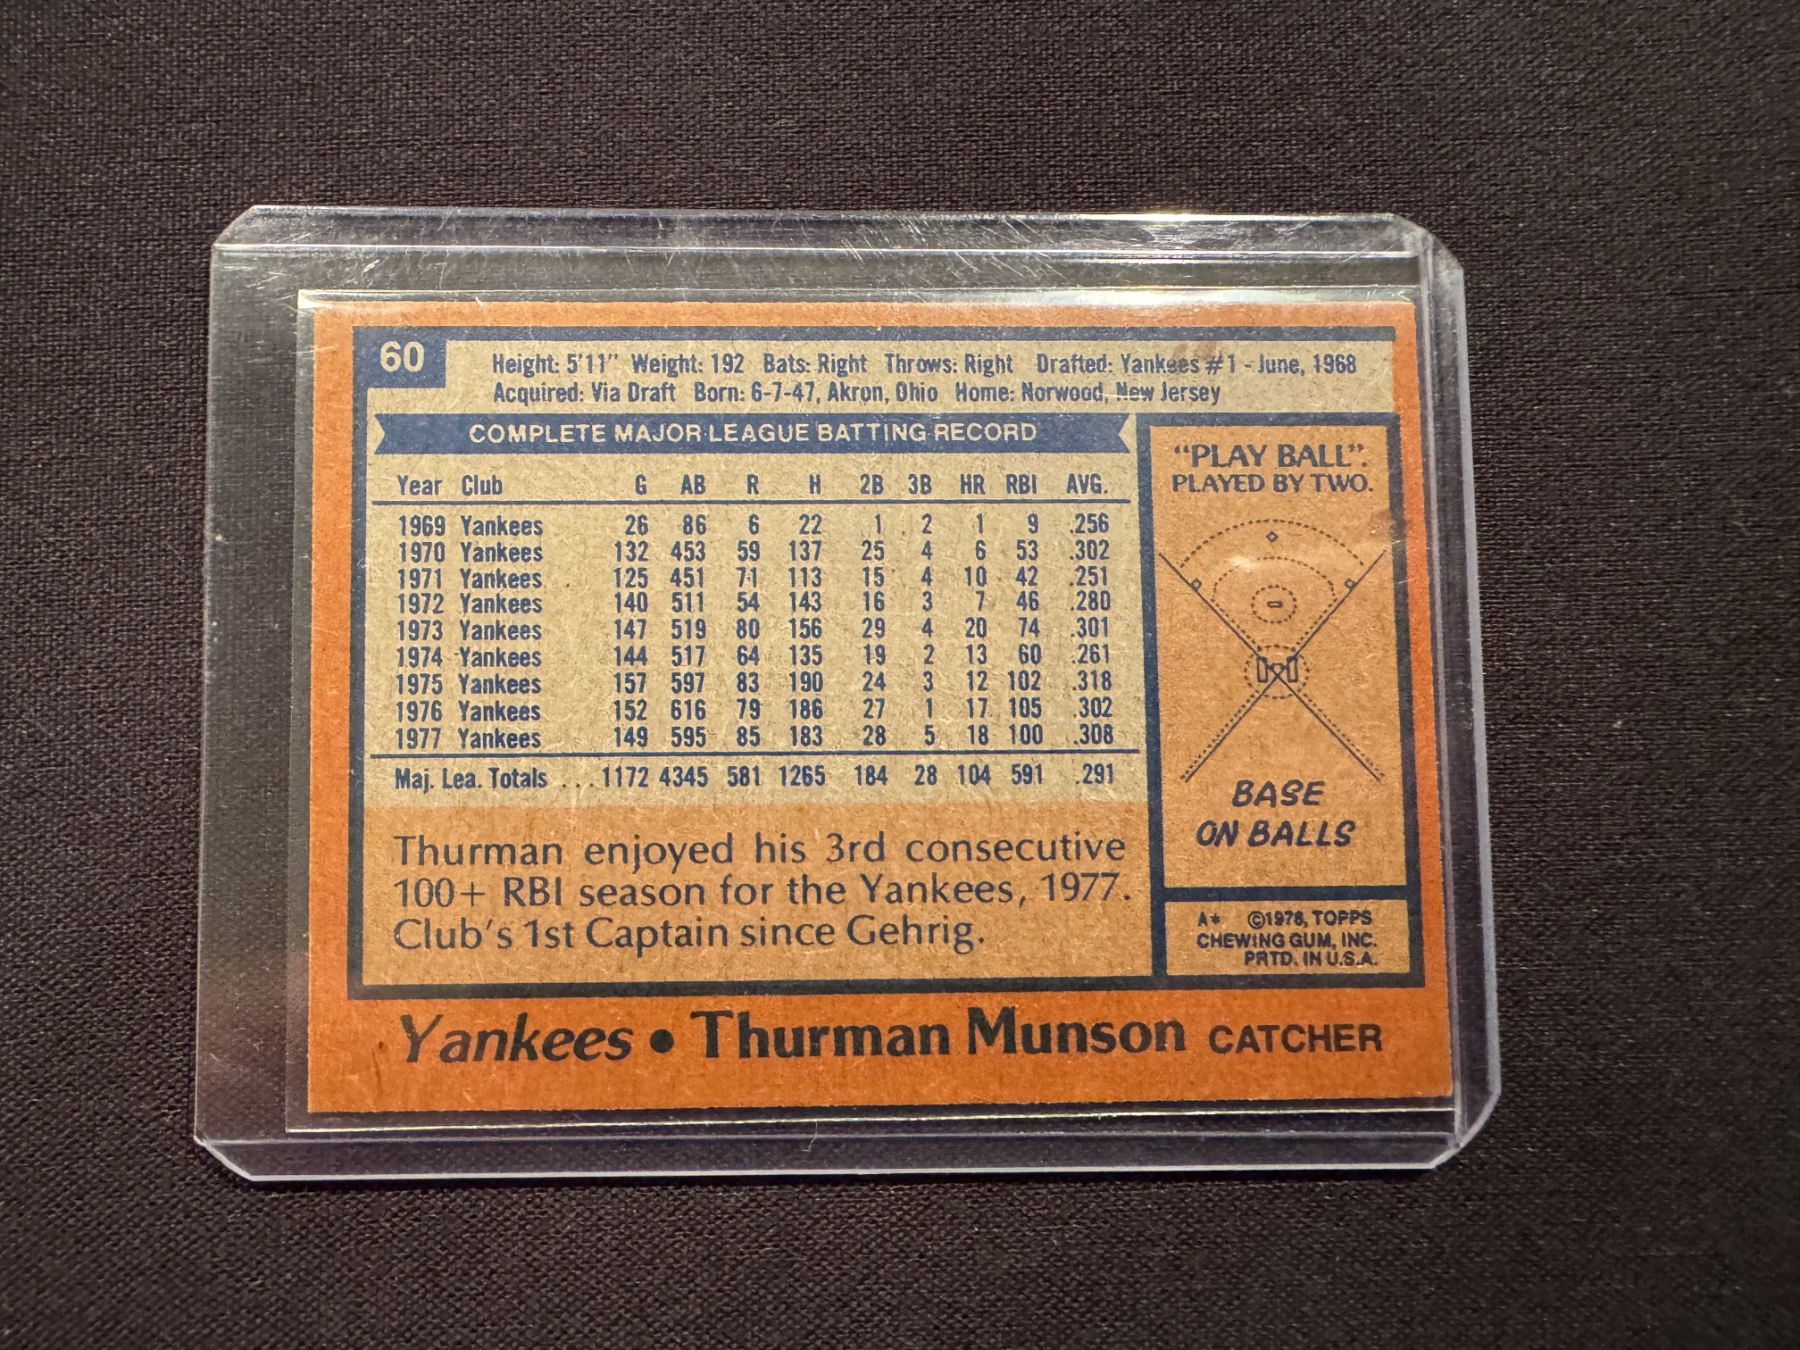 60
Height: 5'11" Weight: 192 Bats: Right Throws: Right Drafted: Yankees #1 - June, 1968
Acquired: Via Draft Born: 6-7-47, Akron, Ohio Home: Norwood, New Jersey
COMPLETE MAJOR LEAGUE BATTING RECORD
Year Club G AB R H 2B 3B HR RBI AVG.
1969 Yankees 26 86 6 22 1 2 1 9 .256
1970 Yankees 132 453 59 137 25 4 6 53 .302
1971 Yankees 125 451 71 113 15 4 10 42 .251
1972 Yankees 140 511 54 143 16 3 7 46 .280
1973 Yankees 147 519 80 156 29 4 20 74 .301
1974 Yankees 144 517 64 135 19 2 13 60 .261
1975 Yankees 157 597 83 190 24 3 12 102 .318
1976 Yankees 152 616 79 186 27 1 17 105 .302
1977 Yankees 149 595 85 183 28 5 18 100 .308
Maj. Lea. Totals ... 1172 4345 581 1265 184 28 104 591 .291
Thurman enjoyed his 3rd consecutive
100+ RBI season for the Yankees, 1977.
Club's 1st Captain since Gehrig.
"PLAY BALL".
PLAYED BY TWO.
BASE
ON BALLS
A* ©1978, TOPPS
CHEWING GUM, INC.
PRTD. IN U.S.A.
Yankees • Thurman Munson CATCHER